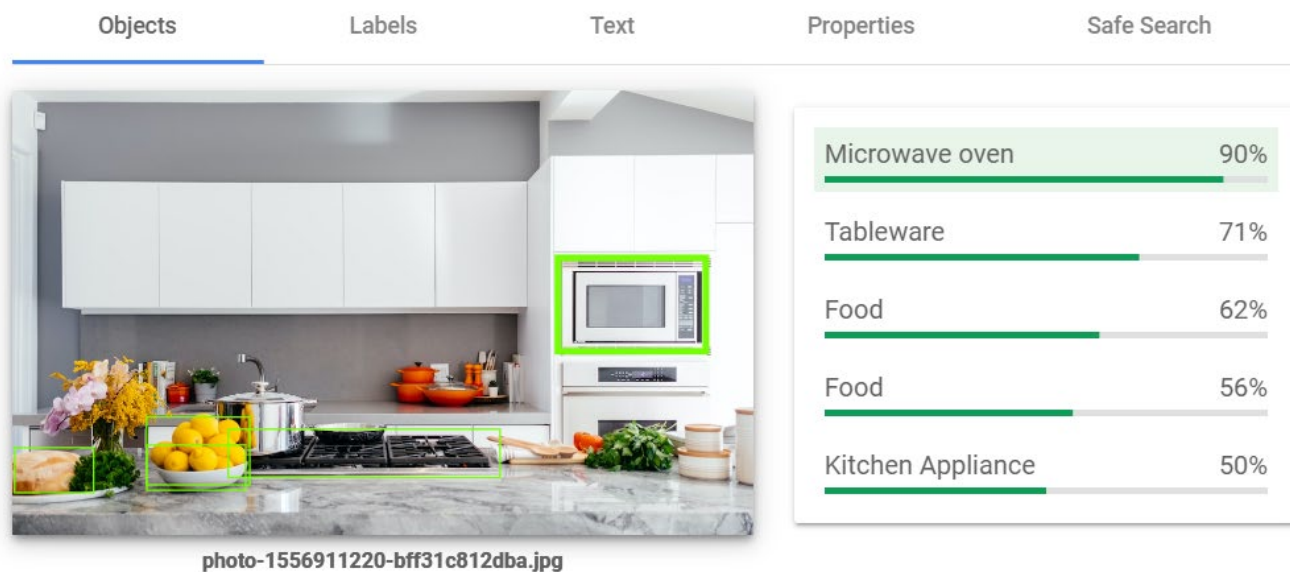 Objects Labels Text Properties Safe Search
Microwave oven 90%
Tableware 71%
Food 62%
Food 56%
Kitchen Appliance 50%
photo-1556911220-bff31c812dba.jpg